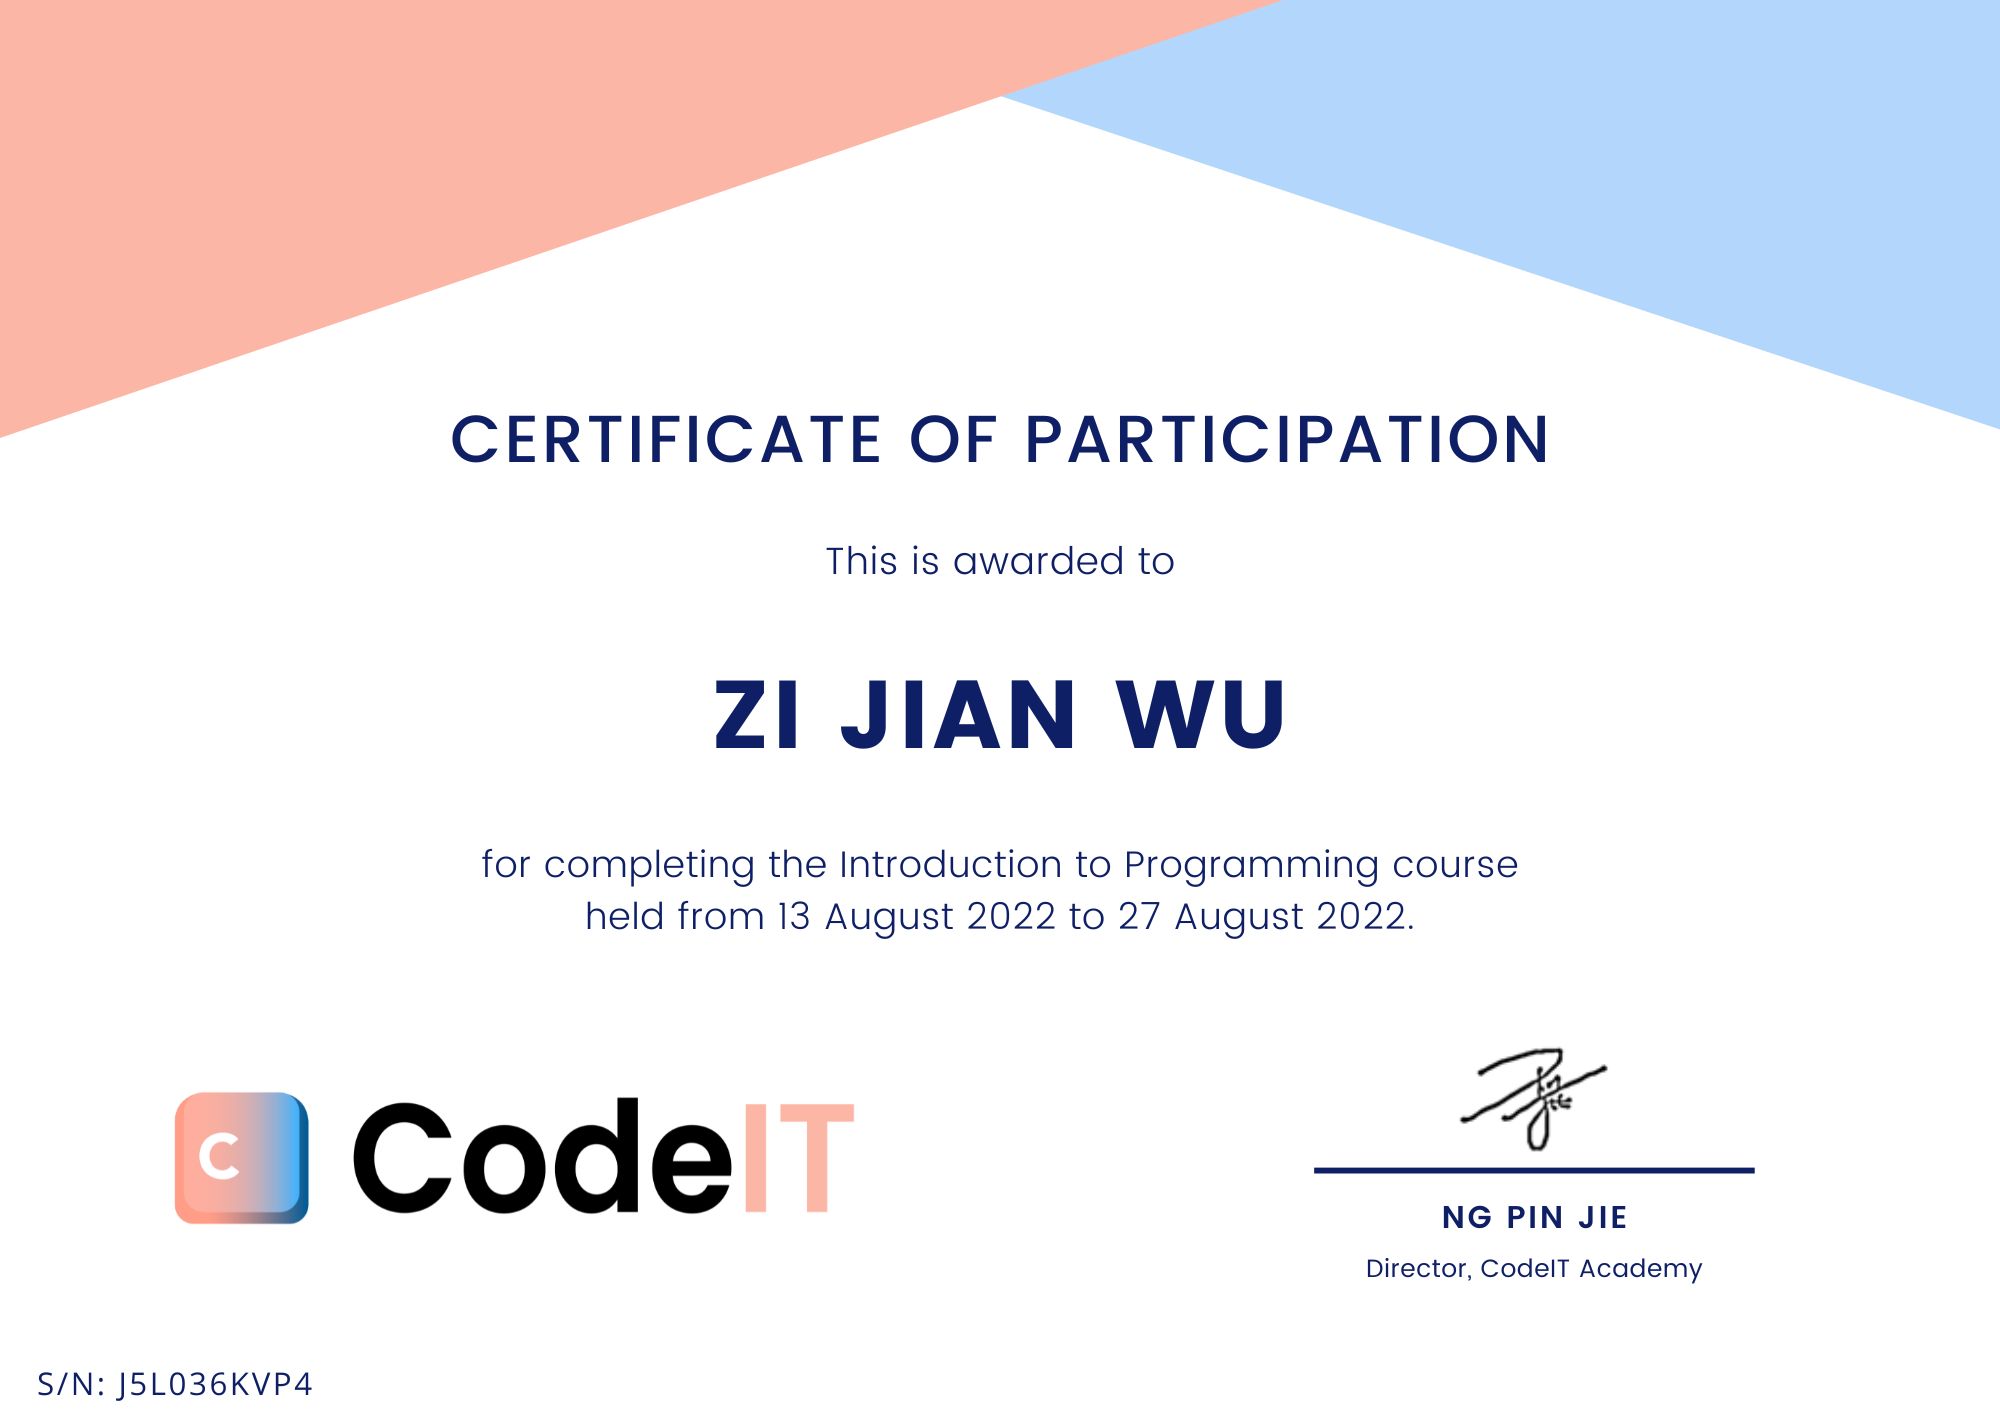 CERTIFICATE OF PARTICIPATION
This is awarded to
ZI JIAN WU
for completing the Introduction to Programming course
held from 13 August 2022 to 27 August 2022.
C CodeIT
NG PIN JIE
Director, CodeIT Academy
S/N: J5L036KVP4